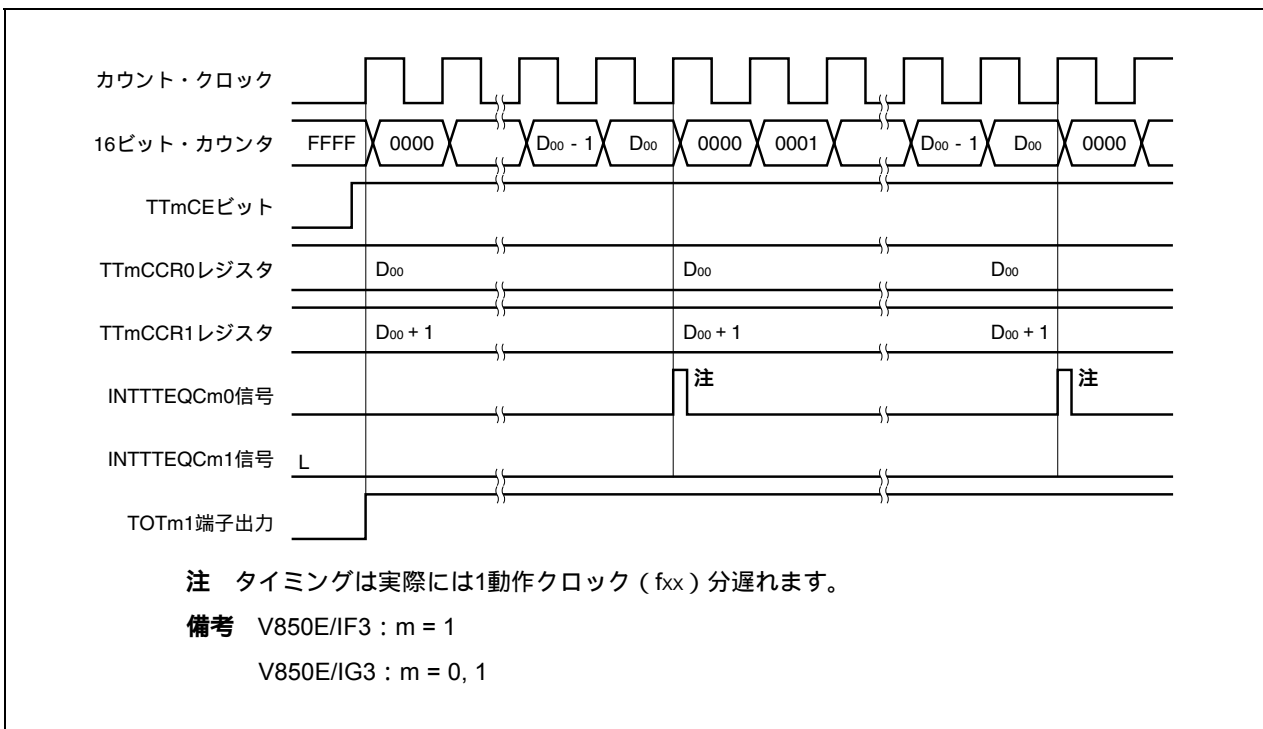 カウント・クロック
16ビット・カウンタ FFFF 0000 D00 - 1 D00 0000 0001 D00 - 1 D00 0000
TTmCEビット
TTmCCR0レジスタ D00 D00 D00
TTmCCR1レジスタ D00 + 1 D00 + 1 D00 + 1
INTTTEQCm0信号 注 注
INTTTEQCm1信号 L
TOTm1端子出力
注 タイミングは実際には1動作クロック（fxx）分遅れます。
備考 V850E/IF3：m = 1
V850E/IG3：m = 0, 1